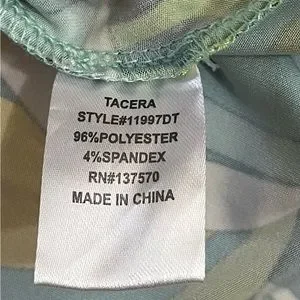 TACERA
STYLE#11997DT
96%POLYESTER
4%SPANDEX
RN#137570
MADE IN CHINA